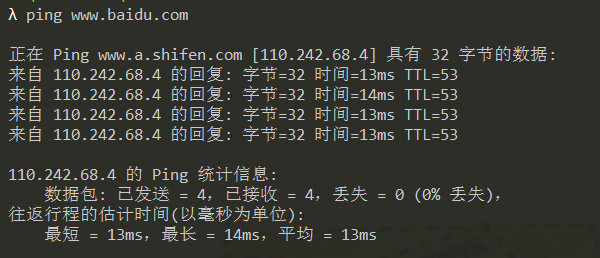 λ ping www.baidu.com
正在 Ping www.a.shifen.com [110.242.68.4] 具有 32 字节的数据:
来自 110.242.68.4 的回复: 字节=32 时间=13ms TTL=53
来自 110.242.68.4 的回复: 字节=32 时间=14ms TTL=53
来自 110.242.68.4 的回复: 字节=32 时间=13ms TTL=53
来自 110.242.68.4 的回复: 字节=32 时间=13ms TTL=53
110.242.68.4 的 Ping 统计信息:
数据包: 已发送 = 4，已接收 = 4，丢失 = 0 (0% 丢失)，
往返行程的估计时间(以毫秒为单位):
最短 = 13ms，最长 = 14ms，平均 = 13ms